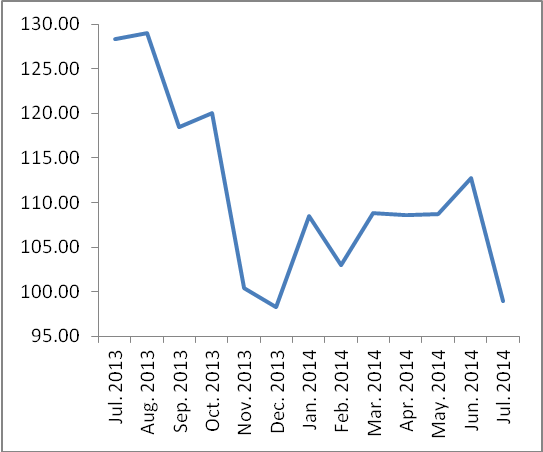 130.00
125.00
120.00
115.00
110.00
105.00
100.00
95.00
Jul. 2013
Aug. 2013
Sep. 2013
Oct. 2013
Nov. 2013
Dec. 2013
Jan. 2014
Feb. 2014
Mar. 2014
Apr. 2014
May. 2014
Jun. 2014
Jul. 2014